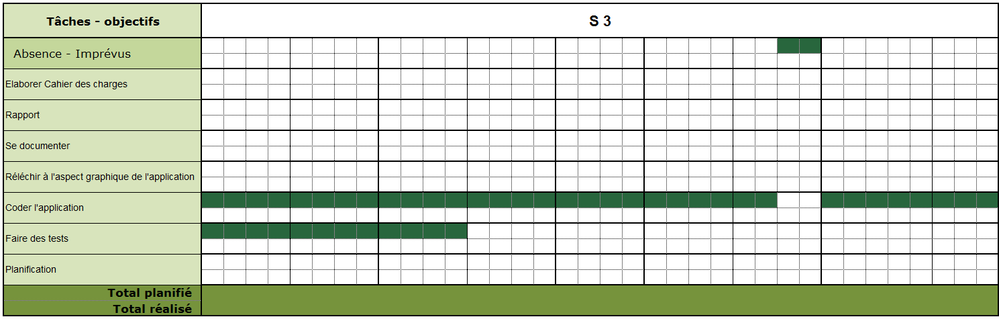 Tâches - objectifs
S 3
Absence - Imprévus
Elaborer Cahier des charges
Rapport
Se documenter
Réléchir à l'aspect graphique de l'application
Coder l'application
Faire des tests
Planification
Total planifié
Total réalisé